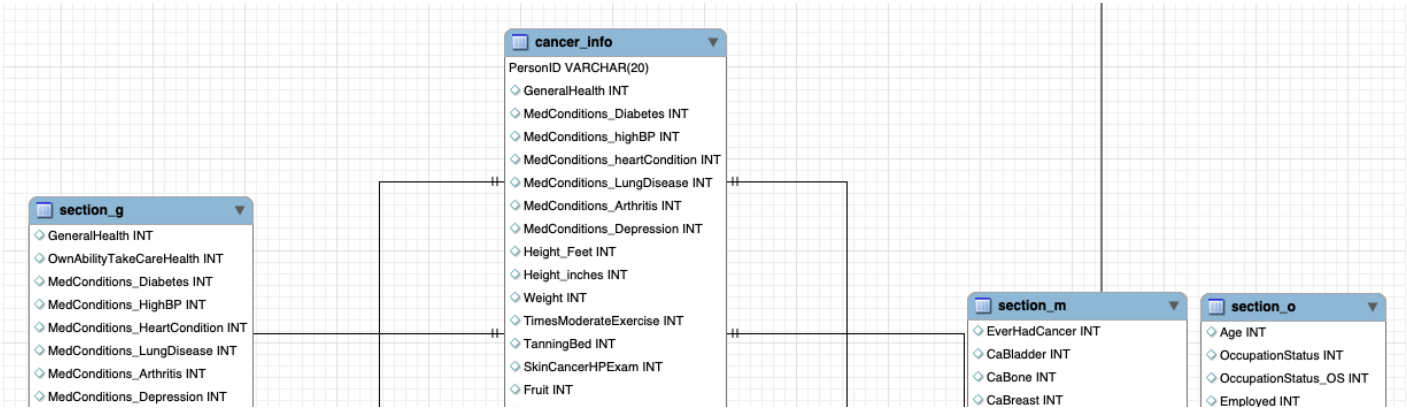 cancer_info
PersonID VARCHAR(20)
GeneralHealth INT
MedConditions_Diabetes INT
MedConditions_highBP INT
MedConditions_heartCondition INT
MedConditions_LungDisease INT
MedConditions_Arthritis INT
MedConditions_Depression INT
Height_Feet INT
Height_inches INT
Weight INT
TimesModerateExercise INT
TanningBed INT
SkinCancerHPExam INT
Fruit INT
section_g
GeneralHealth INT
OwnAbilityTakeCareHealth INT
MedConditions_Diabetes INT
MedConditions_HighBP INT
MedConditions_HeartCondition INT
MedConditions_LungDisease INT
MedConditions_Arthritis INT
MedConditions_Depression INT
section_m
EverHadCancer INT
CaBladder INT
CaBone INT
CaBreast INT
section_o
Age INT
OccupationStatus INT
OccupationStatus_OS INT
Employed INT